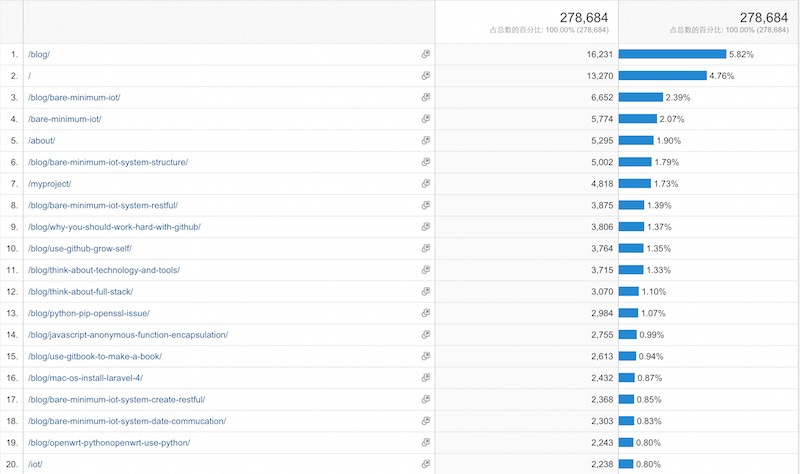 278,684 278,684
占总数的百分比: 100.00% (278,684) 占总数的百分比: 100.00% (278,684)
1. /blog/ 16,231 5.82%
2. / 13,270 4.76%
3. /blog/bare-minimum-iot/ 6,652 2.39%
4. /bare-minimum-iot/ 5,774 2.07%
5. /about/ 5,295 1.90%
6. /blog/bare-minimum-iot-system-structure/ 5,002 1.79%
7. /myproject/ 4,818 1.73%
8. /blog/bare-minimum-iot-system-restful/ 3,875 1.39%
9. /blog/why-you-should-work-hard-with-github/ 3,806 1.37%
10. /blog/use-github-grow-self/ 3,764 1.35%
11. /blog/think-about-technology-and-tools/ 3,715 1.33%
12. /blog/think-about-full-stack/ 3,070 1.10%
13. /blog/python-pip-openssl-issue/ 2,984 1.07%
14. /blog/javascript-anonymous-function-encapsulation/ 2,755 0.99%
15. /blog/use-gitbook-to-make-a-book/ 2,613 0.94%
16. /blog/mac-os-install-laravel-4/ 2,432 0.87%
17. /blog/bare-minimum-iot-system-create-restful/ 2,368 0.85%
18. /blog/bare-minimum-iot-system-date-commucation/ 2,303 0.83%
19. /blog/openwrt-pythonopenwrt-use-python/ 2,243 0.80%
20. /iot/ 2,238 0.80%